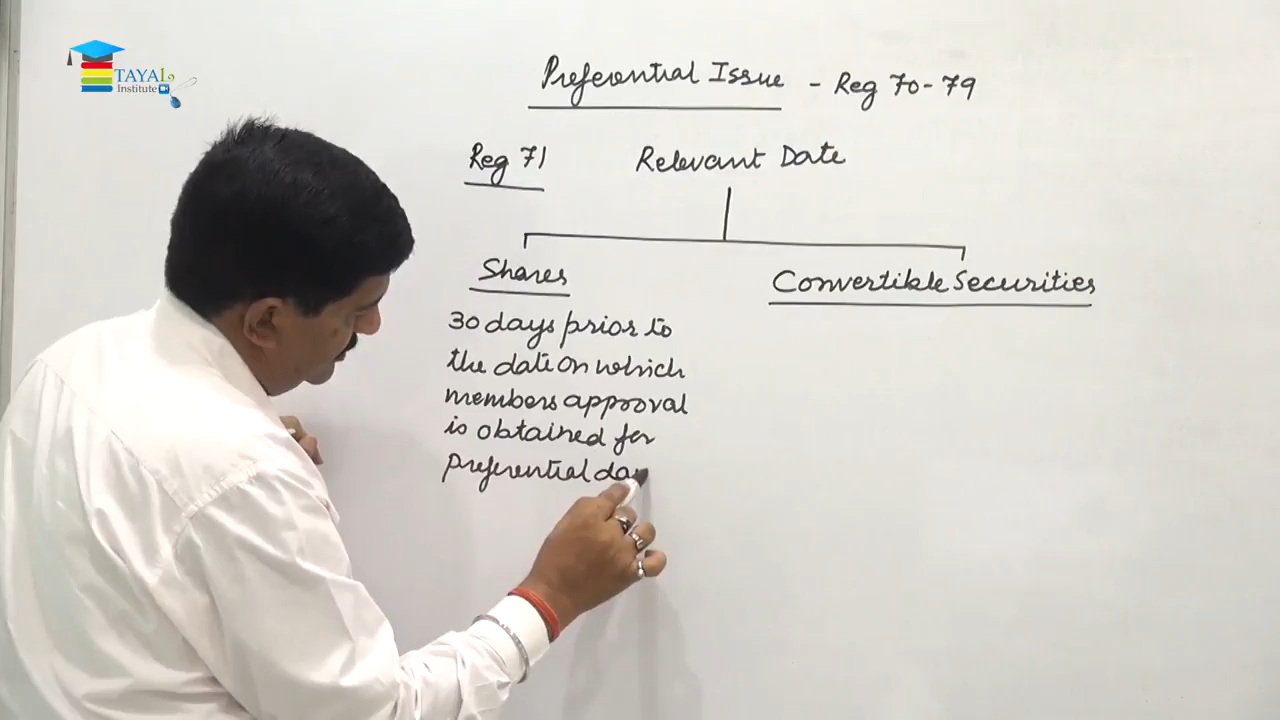 TAYAL
Institute
Preferential Issue - Reg 70-79
Reg 71 Relevant Date
Shares
Convertible Securities
30 days prior to
the date on which
members approval
is obtained for
Preferential da